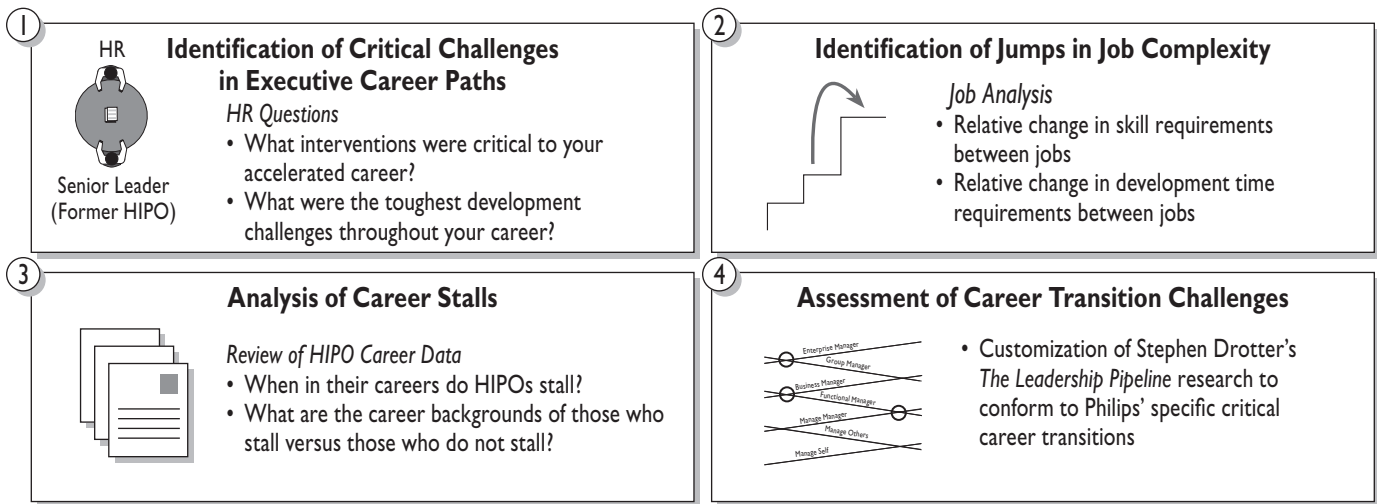 1
Identification of Critical Challenges
in Executive Career Paths
HR
HR Questions
• What interventions were critical to your
accelerated career?
• What were the toughest development
challenges throughout your career?
Senior Leader
(Former HIPO)
2
Identification of Jumps in Job Complexity
Job Analysis
• Relative change in skill requirements
between jobs
• Relative change in development time
requirements between jobs
3
Analysis of Career Stalls
Review of HIPO Career Data
• When in their careers do HIPOs stall?
• What are the career backgrounds of those who
stall versus those who do not stall?
4
Assessment of Career Transition Challenges
Enterprise Manager
Group Manager
Business Manager
Functional Manager
Manage Manager
Manage Others
Manage Self
• Customization of Stephen Drotter's
The Leadership Pipeline research to
conform to Philips' specific critical
career transitions